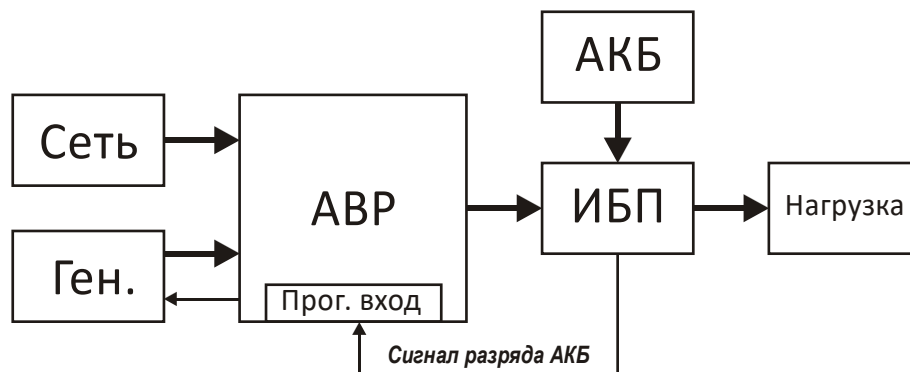 АКБ
Сеть
АВР
ИБП
Нагрузка
Ген.
Прог. вход
Сигнал разряда АКБ